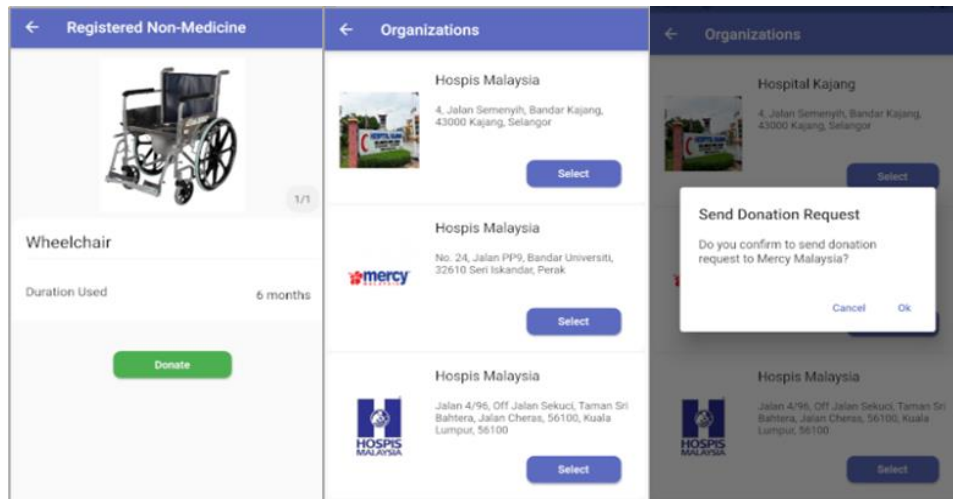 Registered Non-Medicine
1/1
Wheelchair
Duration Used
6 months
Donate
Organizations
Hospis Malaysia
4, Jalan Semenyih, Bandar Kajang,
43000 Kajang, Selangor
Select
Hospis Malaysia
No. 24, Jalan PP9, Bandar Universiti,
32610 Seri Iskandar, Perak
mercy
MALAYSIA
Select
Hospis Malaysia
Jalan 4/96, Off Jalan Sekuci, Taman Sri
Bahtera, Jalan Cheras, 56100, Kuala
Lumpur, 56100
HOSPIS
MALAYSIA
Select
Organizations
Hospital Kajang
4, Jalan Semenyih, Bandar Kajang,
43000 Kajang, Selangor
Select
Send Donation Request
Do you confirm to send donation
request to Mercy Malaysia?
Cancel
Ok
Hospis Malaysia
Jalan 4/96, Off Jalan Sekuci, Taman Sri
Bahtera, Jalan Cheras, 56100, Kuala
Lumpur, 56100
HOSPIS
MALAYSIA
Select